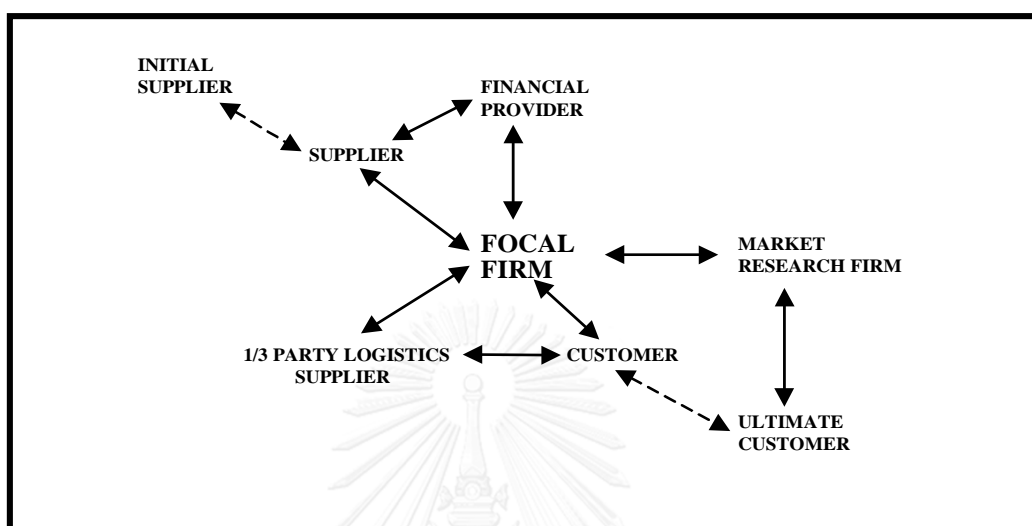 INITIAL
SUPPLIER
FINANCIAL
PROVIDER
SUPPLIER
FOCAL
FIRM
MARKET
RESEARCH FIRM
1/3 PARTY LOGISTICS
SUPPLIER
CUSTOMER
ULTIMATE
CUSTOMER